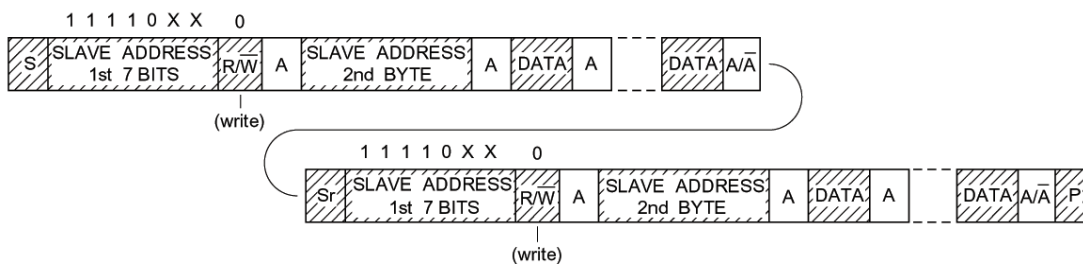 1 1 1 1 0 X X 0
S SLAVE ADDRESS 1st 7 BITS R/W̅ A SLAVE ADDRESS 2nd BYTE A DATA A DATA A/A̅
(write)
1 1 1 1 0 X X 0
Sr SLAVE ADDRESS 1st 7 BITS R/W̅ A SLAVE ADDRESS 2nd BYTE A DATA A DATA A/A̅ P
(write)